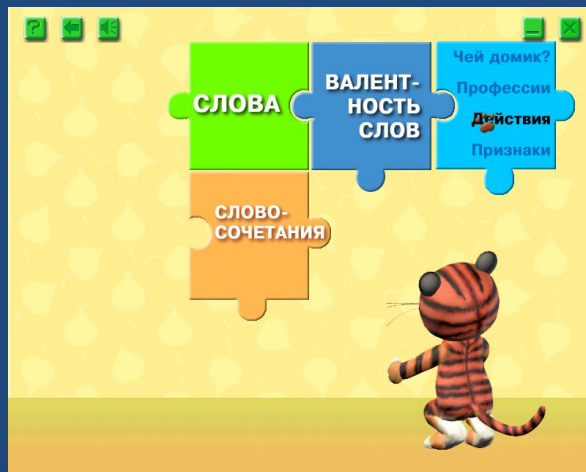 СЛОВА
ВАЛЕНТ-
НОСТЬ
СЛОВ
Чей домик?
Профессии
Действия
Признаки
СЛОВО-
СОЧЕТАНИЯ